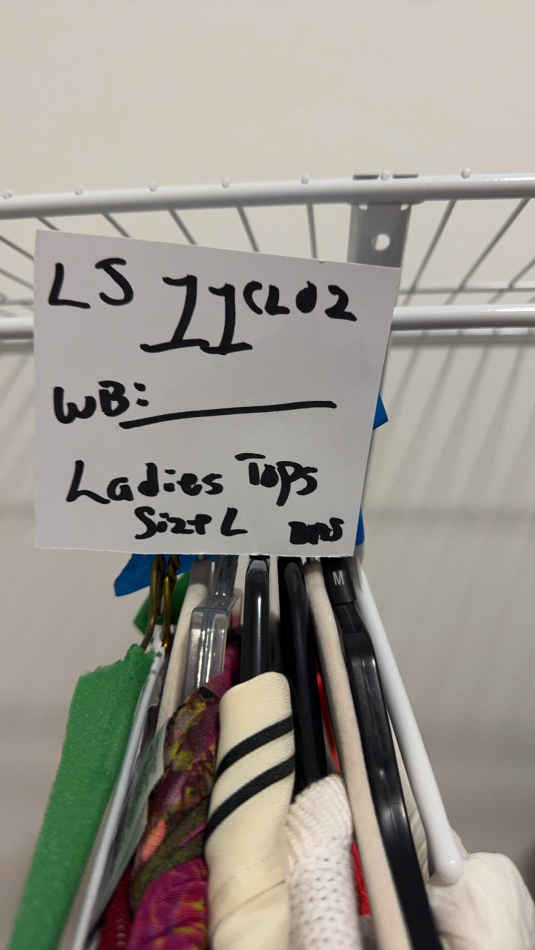 LS 11 CL02
WB:
Ladies Tops
Size L
M